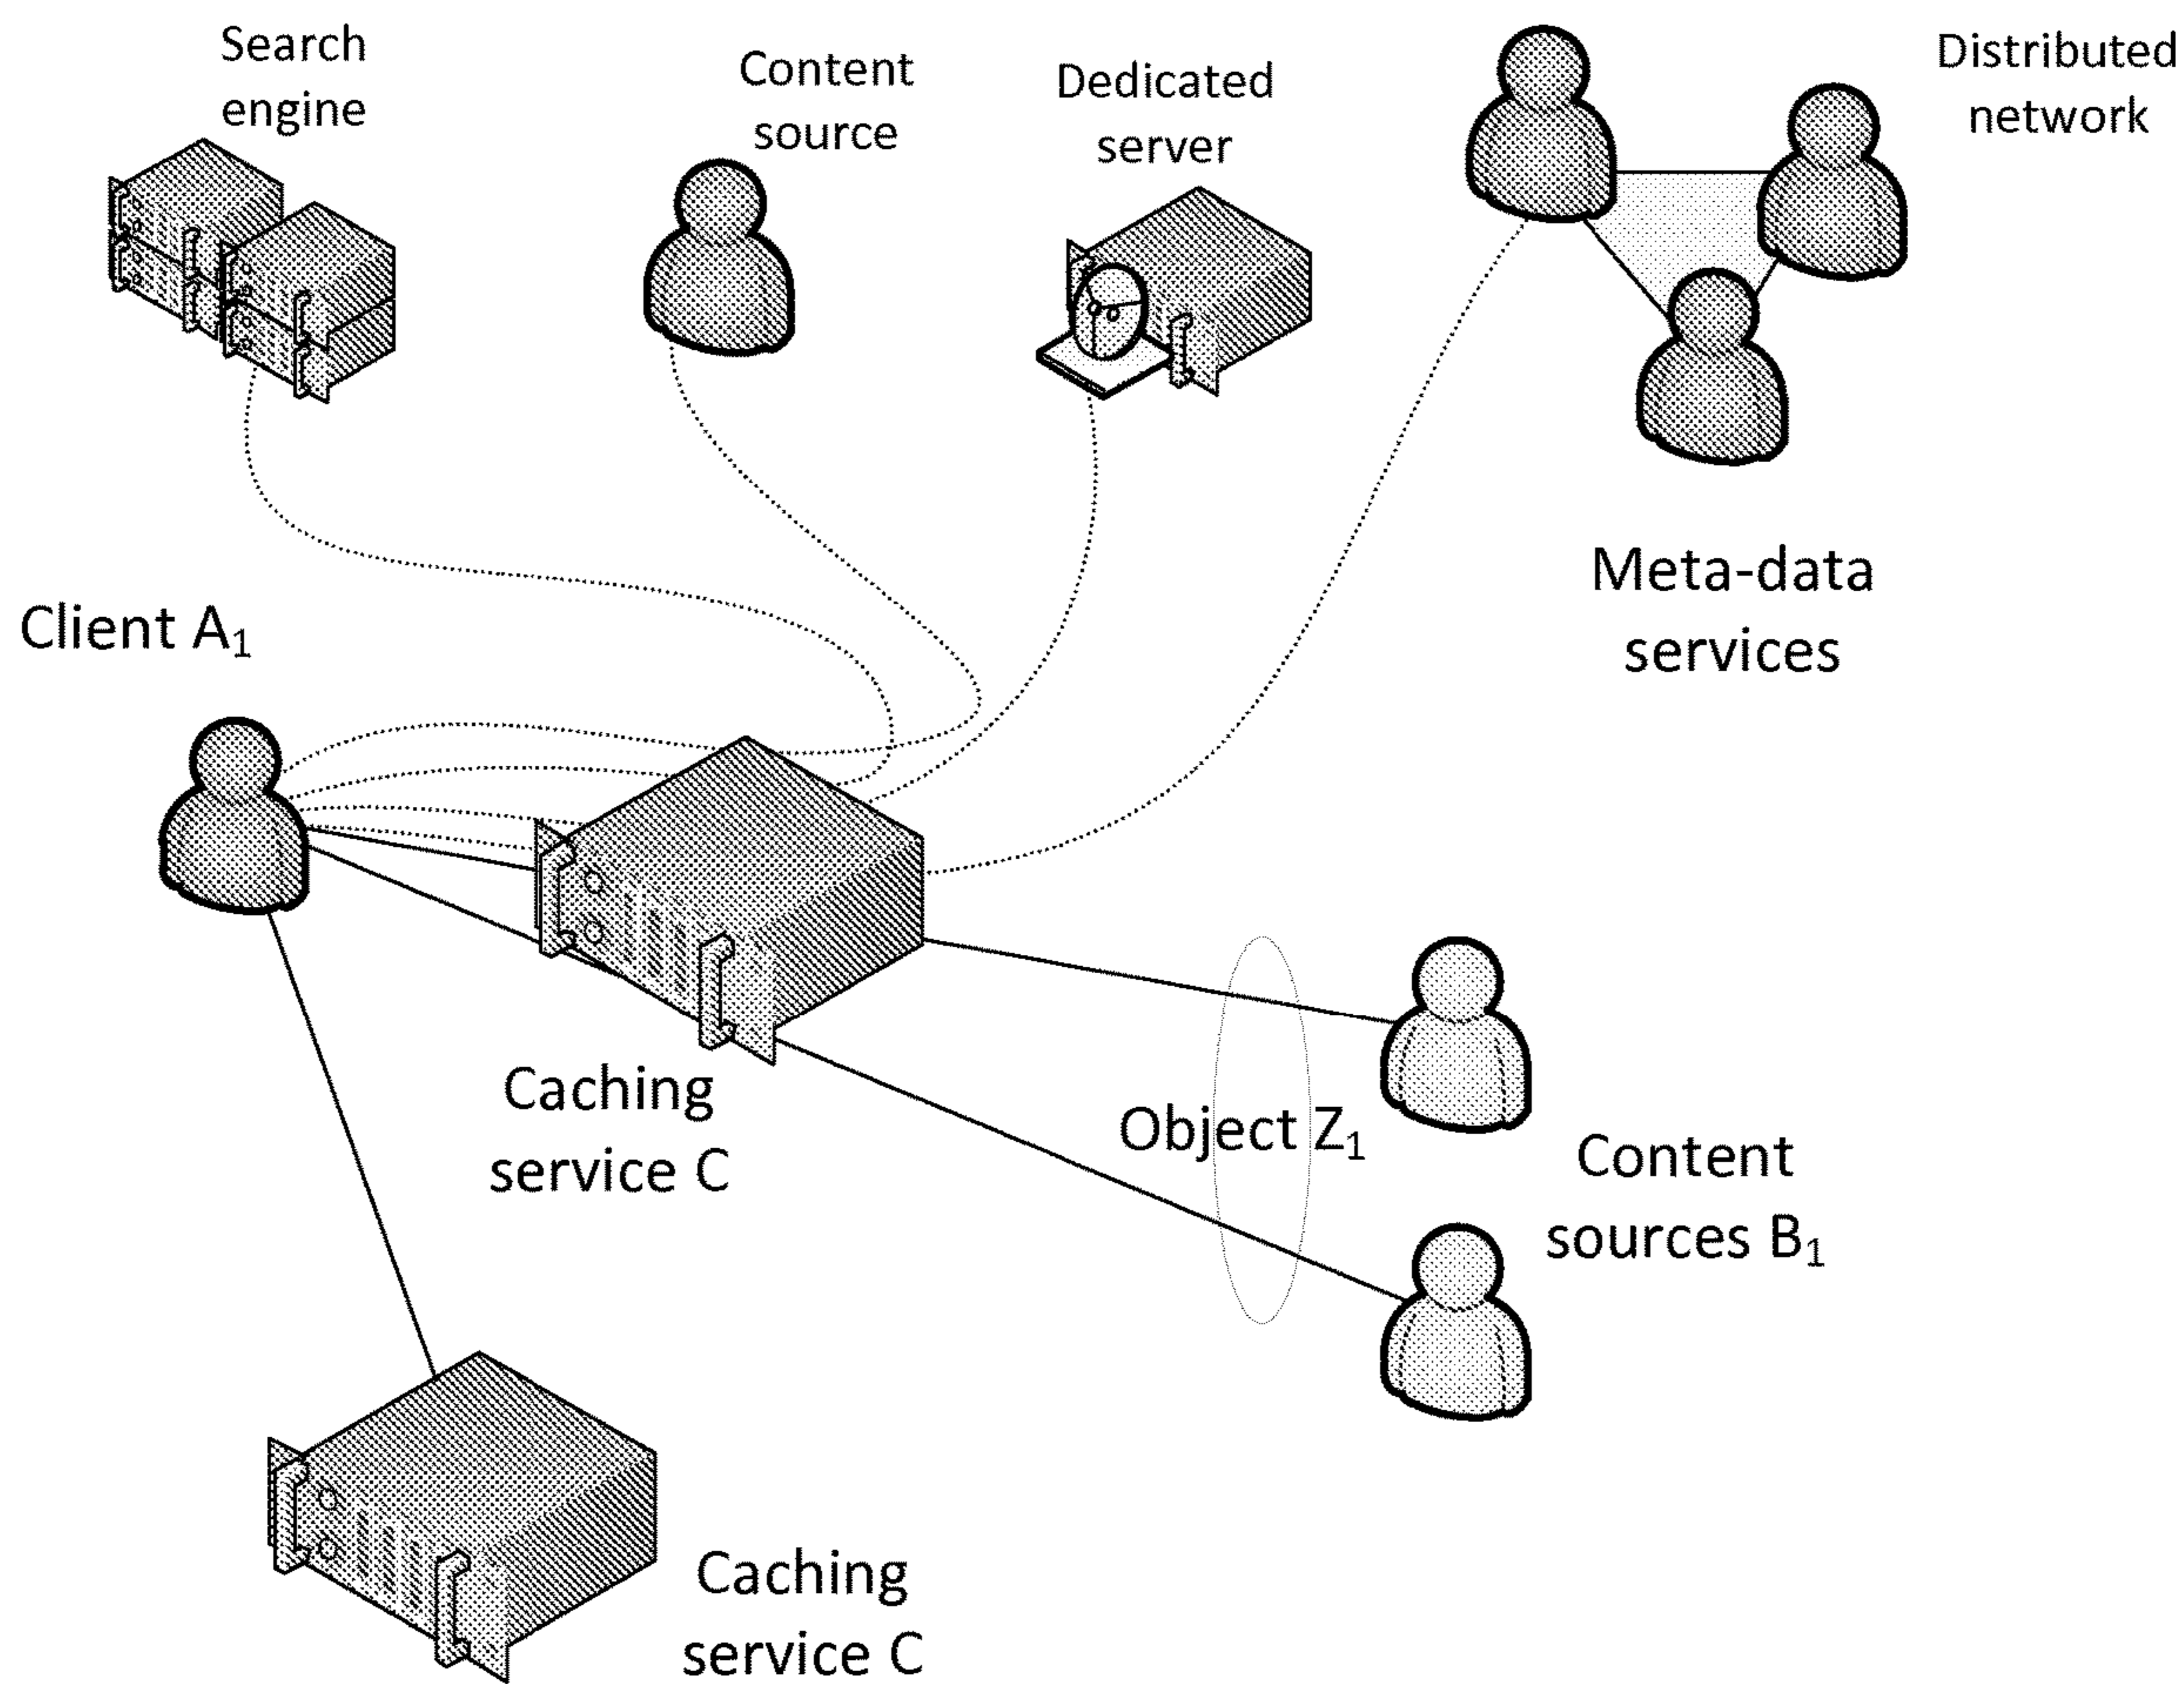 Search
engine
Content
source
Dedicated
server
Distributed
network
Meta-data
services
Client A₁
Caching
service C
Object Z₁
Content
sources B₁
Caching
service C